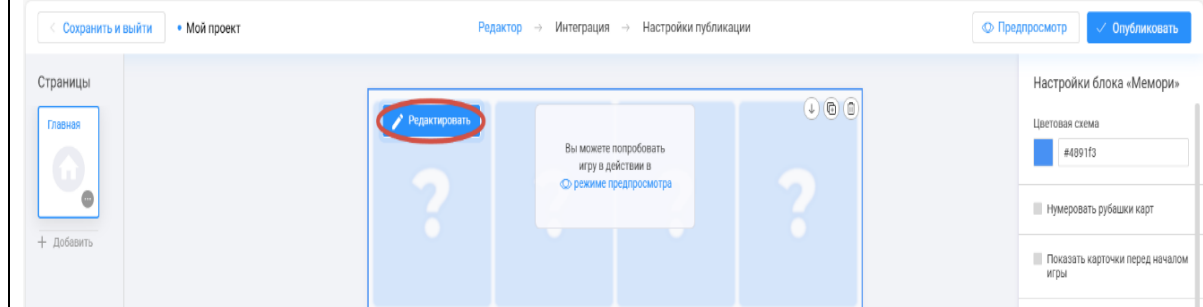 Сохранить и выйти
Мой проект
Редактор → Интеграция → Настройки публикации
Предпросмотр
Опубликовать
Страницы
Главная
+ Добавить
Редактировать
Вы можете попробовать
игру в действии в
режиме предпросмотра
? ? ? ?
Настройки блока «Мемори»
Цветовая схема
#4891f3
Нумеровать рубашки карт
Показать карточки перед началом
игры